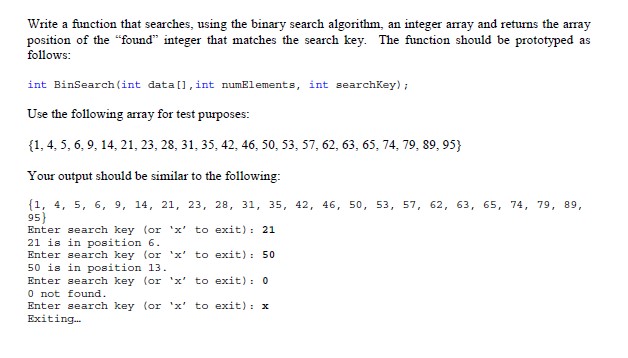 Write a function that searches, using the binary search algorithm, an integer array and returns the array
position of the “found” integer that matches the search key. The function should be prototyped as
follows:
int BinSearch(int data[],int numElements, int searchKey);
Use the following array for test purposes:
{1, 4, 5, 6, 9, 14, 21, 23, 28, 31, 35, 42, 46, 50, 53, 57, 62, 63, 65, 74, 79, 89, 95}
Your output should be similar to the following:
{1, 4, 5, 6, 9, 14, 21, 23, 28, 31, 35, 42, 46, 50, 53, 57, 62, 63, 65, 74, 79, 89,
95}
Enter search key (or ‘x’ to exit): 21
21 is in position 6.
Enter search key (or ‘x’ to exit): 50
50 is in position 13.
Enter search key (or ‘x’ to exit): 0
0 not found.
Enter search key (or ‘x’ to exit): x
Exiting…